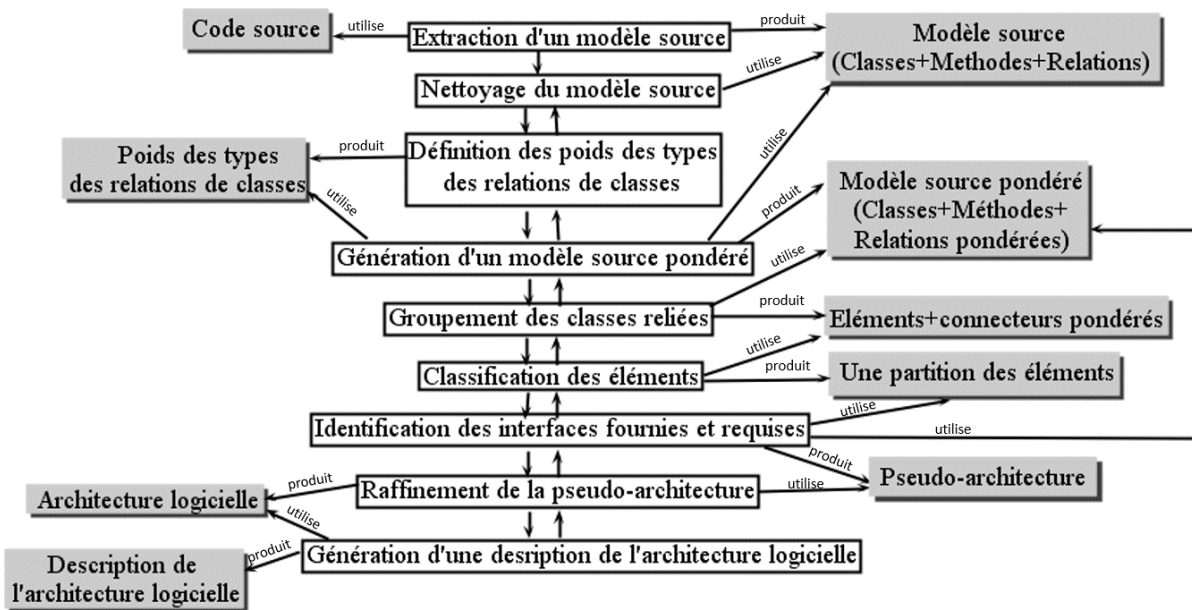 Code source
utilise
Extraction d'un modèle source
produit
Modèle source
(Classes+Methodes+Relations)
Nettoyage du modèle source
utilise
Poids des types
des relations de classes
produit
Définition des poids des types
des relations de classes
utilise
utilise
produit
Modèle source pondéré
(Classes+Méthodes+
Relations pondérées)
Génération d'un modèle source pondéré
utilise
Groupement des classes reliées
produit
Eléments+connecteurs pondérés
utilise
Classification des éléments
produit
Une partition des éléments
utilise
Identification des interfaces fournies et requises
utilise
produit
Pseudo-architecture
Architecture logicielle
produit
Raffinement de la pseudo-architecture
utilise
utilise
Description de
l'architecture logicielle
produit
Génération d'une desription de l'architecture logicielle